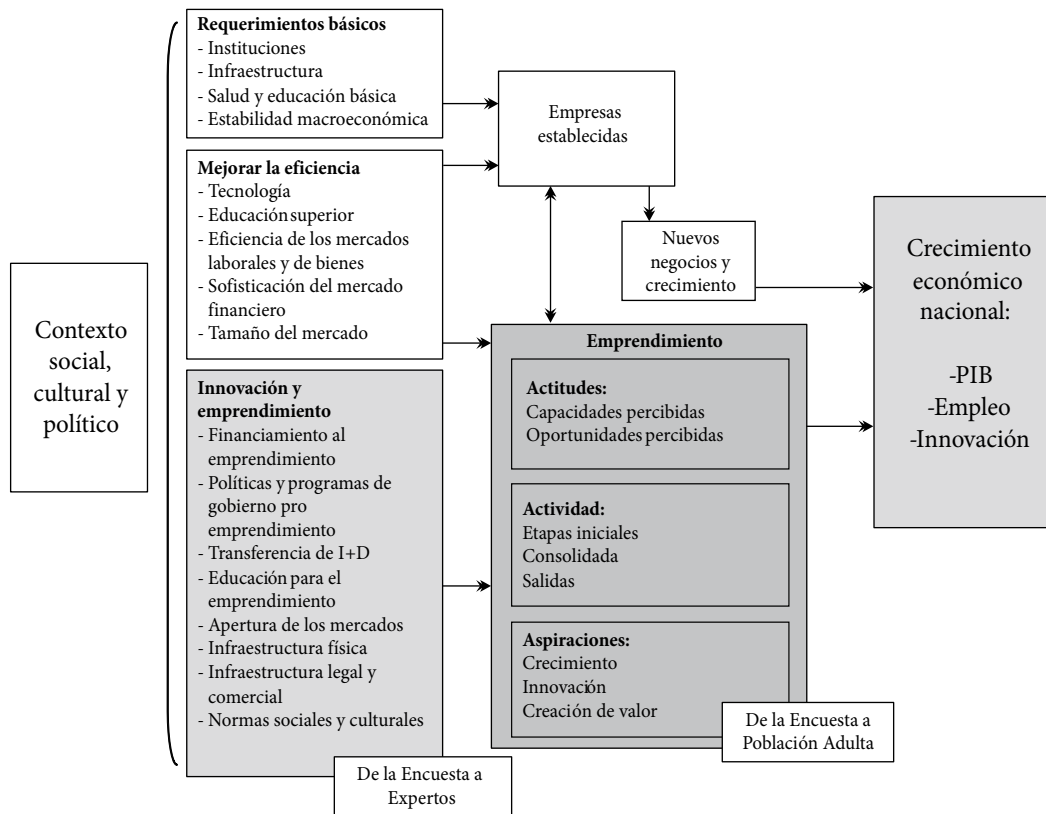 Contexto
social,
cultural y
político
Requerimientos básicos
- Instituciones
- Infraestructura
- Salud y educación básica
- Estabilidad macroeconómica
Mejorar la eficiencia
- Tecnología
- Educación superior
- Eficiencia de los mercados
laborales y de bienes
- Sofisticación del mercado
financiero
- Tamaño del mercado
Innovación y
emprendimiento
- Financiamiento al
emprendimiento
- Políticas y programas de
gobierno pro
emprendimiento
- Transferencia de I+D
- Educación para el
emprendimiento
- Apertura de los mercados
- Infraestructura física
- Infraestructura legal y
comercial
- Normas sociales y culturales
De la Encuesta a
Expertos
Empresas
establecidas
Nuevos
negocios y
crecimiento
Emprendimiento
Actitudes:
Capacidades percibidas
Oportunidades percibidas
Actividad:
Etapas iniciales
Consolidada
Salidas
Aspiraciones:
Crecimiento
Innovación
Creación de valor
De la Encuesta a
Población Adulta
Crecimiento
económico
nacional:
-PIB
-Empleo
-Innovación